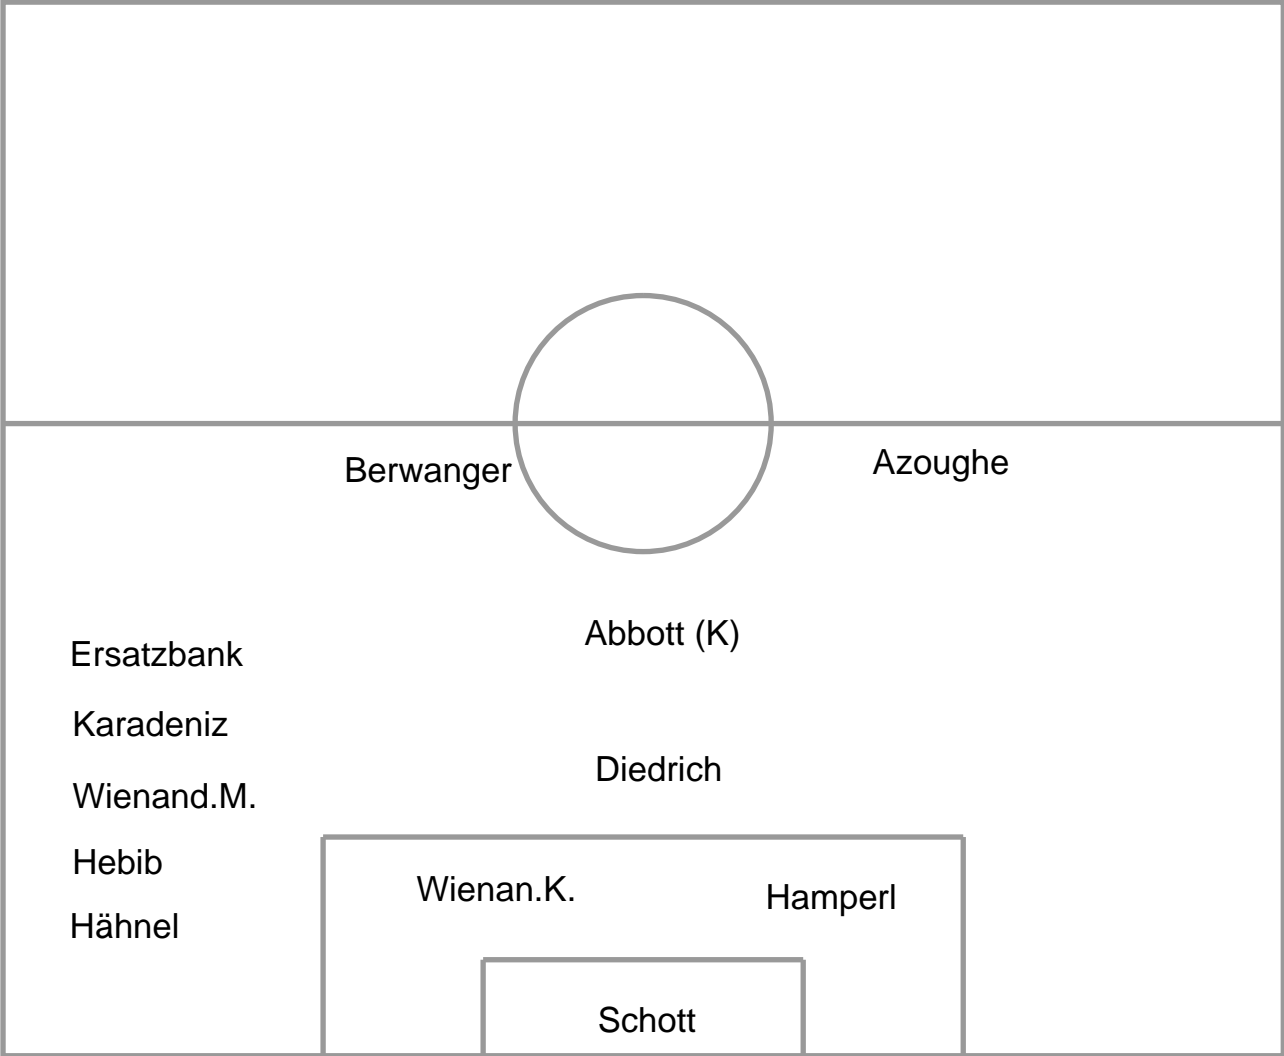 Berwanger
Azoughe
Abbott (K)
Ersatzbank
Karadeniz
Diedrich
Wienand.M.
Hebib
Wienan.K.
Hamperl
Hähnel
Schott